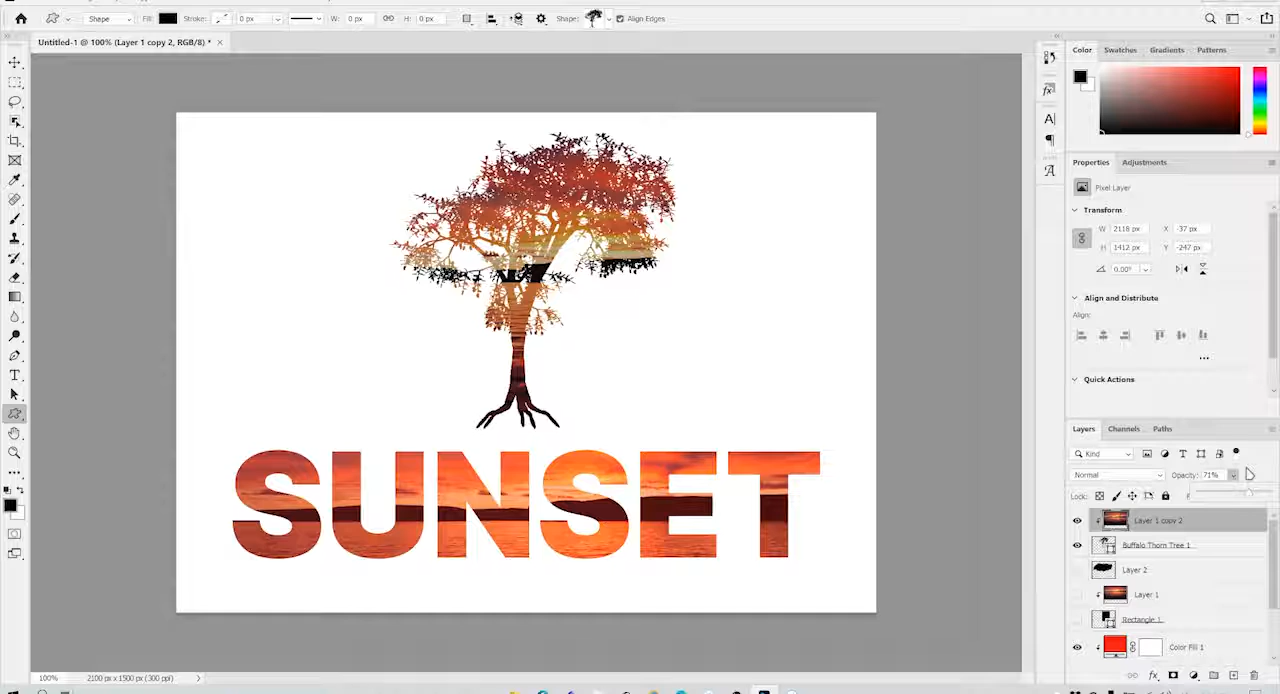 Shape Fill: Stroke: 0 px W: 0 px H: 0 px Shape: Align Edges
Untitled-1 @ 100% (Layer 1 copy 2, RGB/8) * ×
Color Swatches Gradients Patterns
Properties Adjustments
Pixel Layer
Transform
W 2118 px X -37 px
H 1412 px Y -247 px
0.00°
Align and Distribute
Align:
Quick Actions
SUNSET
Layers Channels Paths
Kind
Normal Opacity: 71%
Lock:
Layer 1 copy 2
Buffalo Thorn Tree 1
Layer 2
Layer 1
Rectangle 1
Color Fill 1
100% 2100 px x 1500 px (300 ppi)